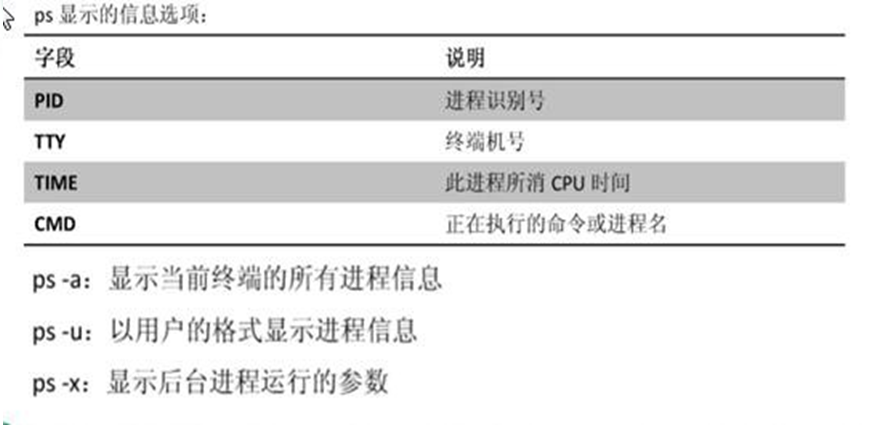 ps 显示的信息选项：
字段 说明
PID 进程识别号
TTY 终端机号
TIME 此进程所消 CPU 时间
CMD 正在执行的命令或进程名
ps -a：显示当前终端的所有进程信息
ps -u：以用户的格式显示进程信息
ps -x：显示后台进程运行的参数